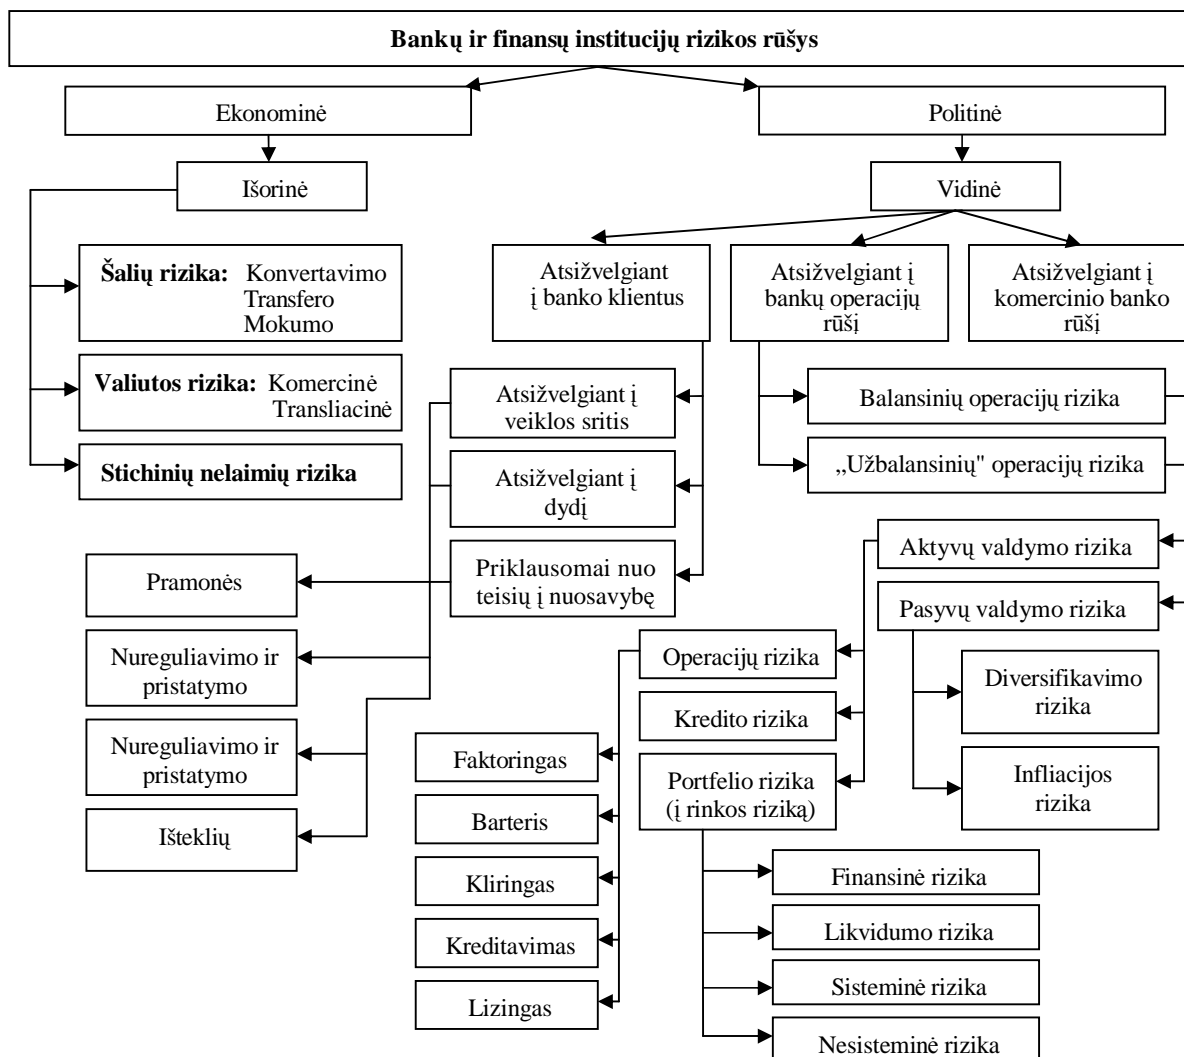 Bankų ir finansų institucijų rizikos rūšys
Ekonominė
Politinė
Išorinė
Vidinė
Šalių rizika: Konvertavimo
Transfero
Mokumo
Valiutos rizika: Komercinė
Transliacinė
Stichinių nelaimių rizika
Atsižvelgiant
į banko klientus
Atsižvelgiant į
bankų operacijų
rūšį
Atsižvelgiant į
komercinio banko
rūšį
Atsižvelgiant į
veiklos sritis
Atsižvelgiant į
dydį
Priklausomai nuo
teisių į nuosavybę
Balansinių operacijų rizika
„Užbalansinių" operacijų rizika
Aktyvų valdymo rizika
Pasyvų valdymo rizika
Pramonės
Nureguliavimo ir
pristatymo
Nureguliavimo ir
pristatymo
Išteklių
Operacijų rizika
Kredito rizika
Portfelio rizika
(į rinkos riziką)
Diversifikavimo
rizika
Infliacijos
rizika
Faktoringas
Barteris
Kliringas
Kreditavimas
Lizingas
Finansinė rizika
Likvidumo rizika
Sisteminė rizika
Nesisteminė rizika